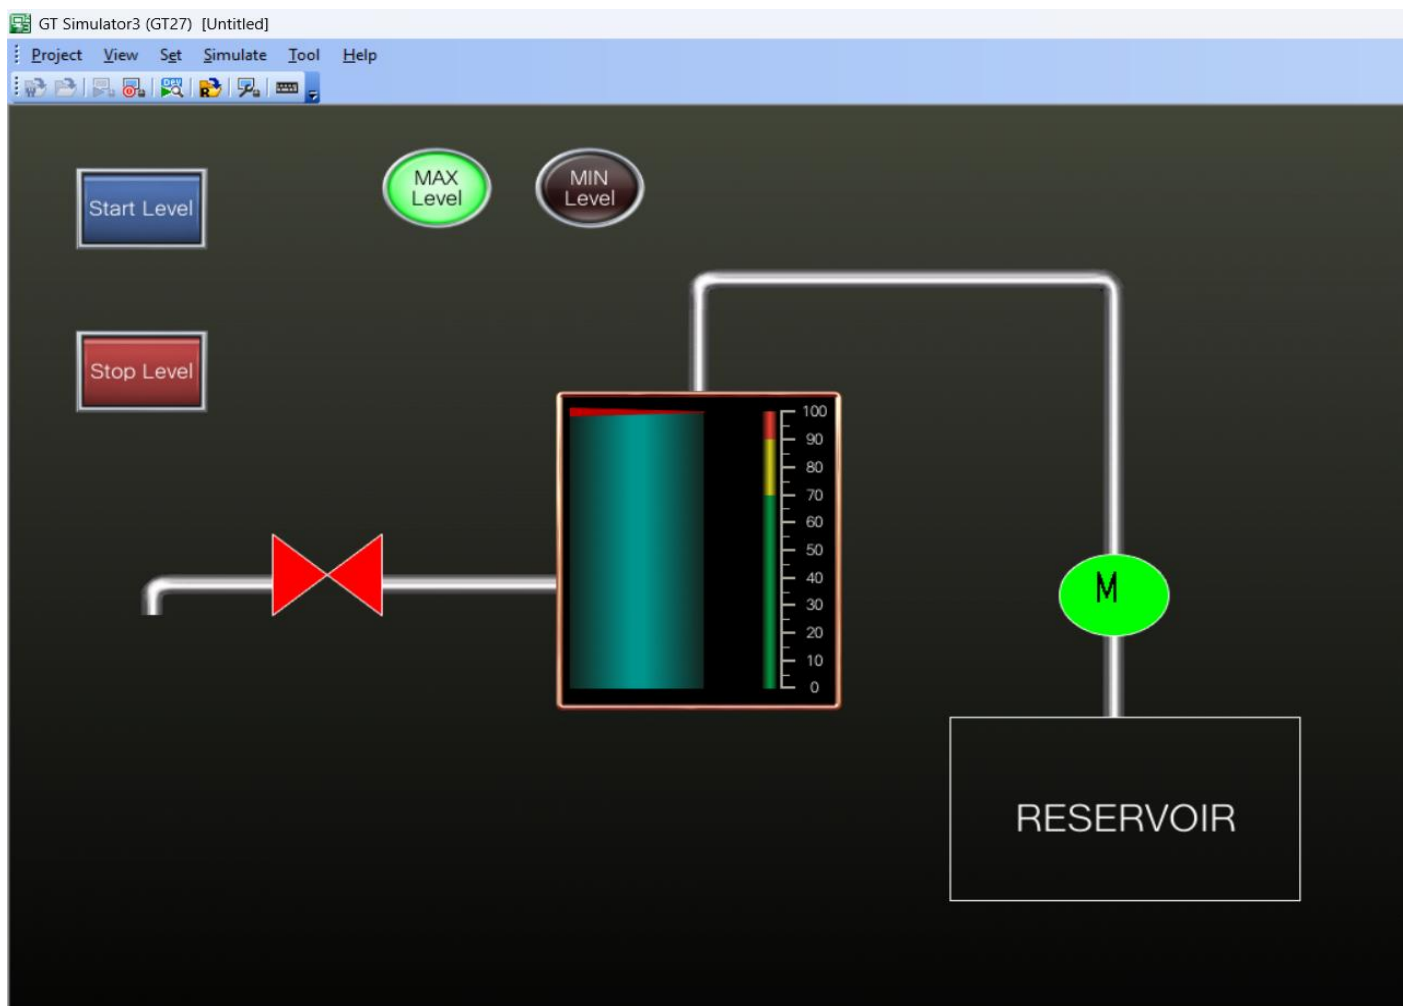 GT Simulator3 (GT27) [Untitled]
Project View Set Simulate Tool Help
Start Level
MAX
Level
MIN
Level
Stop Level
100
90
80
70
60
50
40
30
20
10
0
M
RESERVOIR